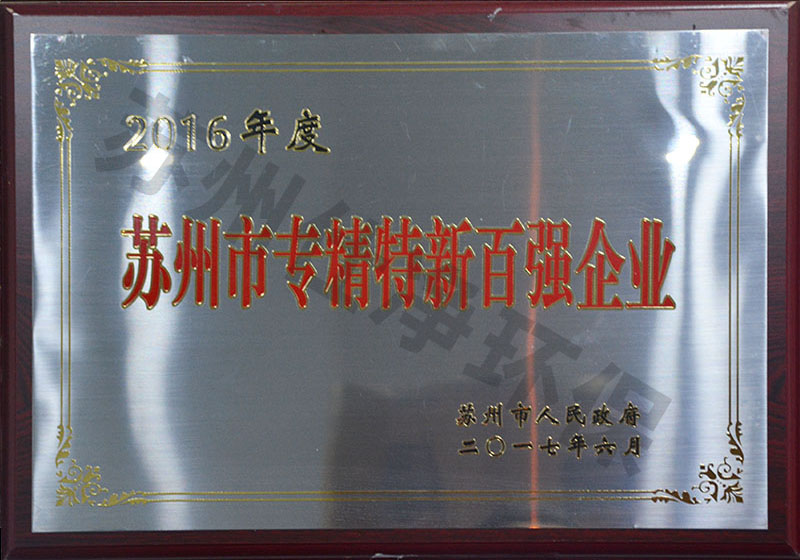 2016年度
苏州市专精特新百强企业
苏州市人民政府
二〇一七年六月